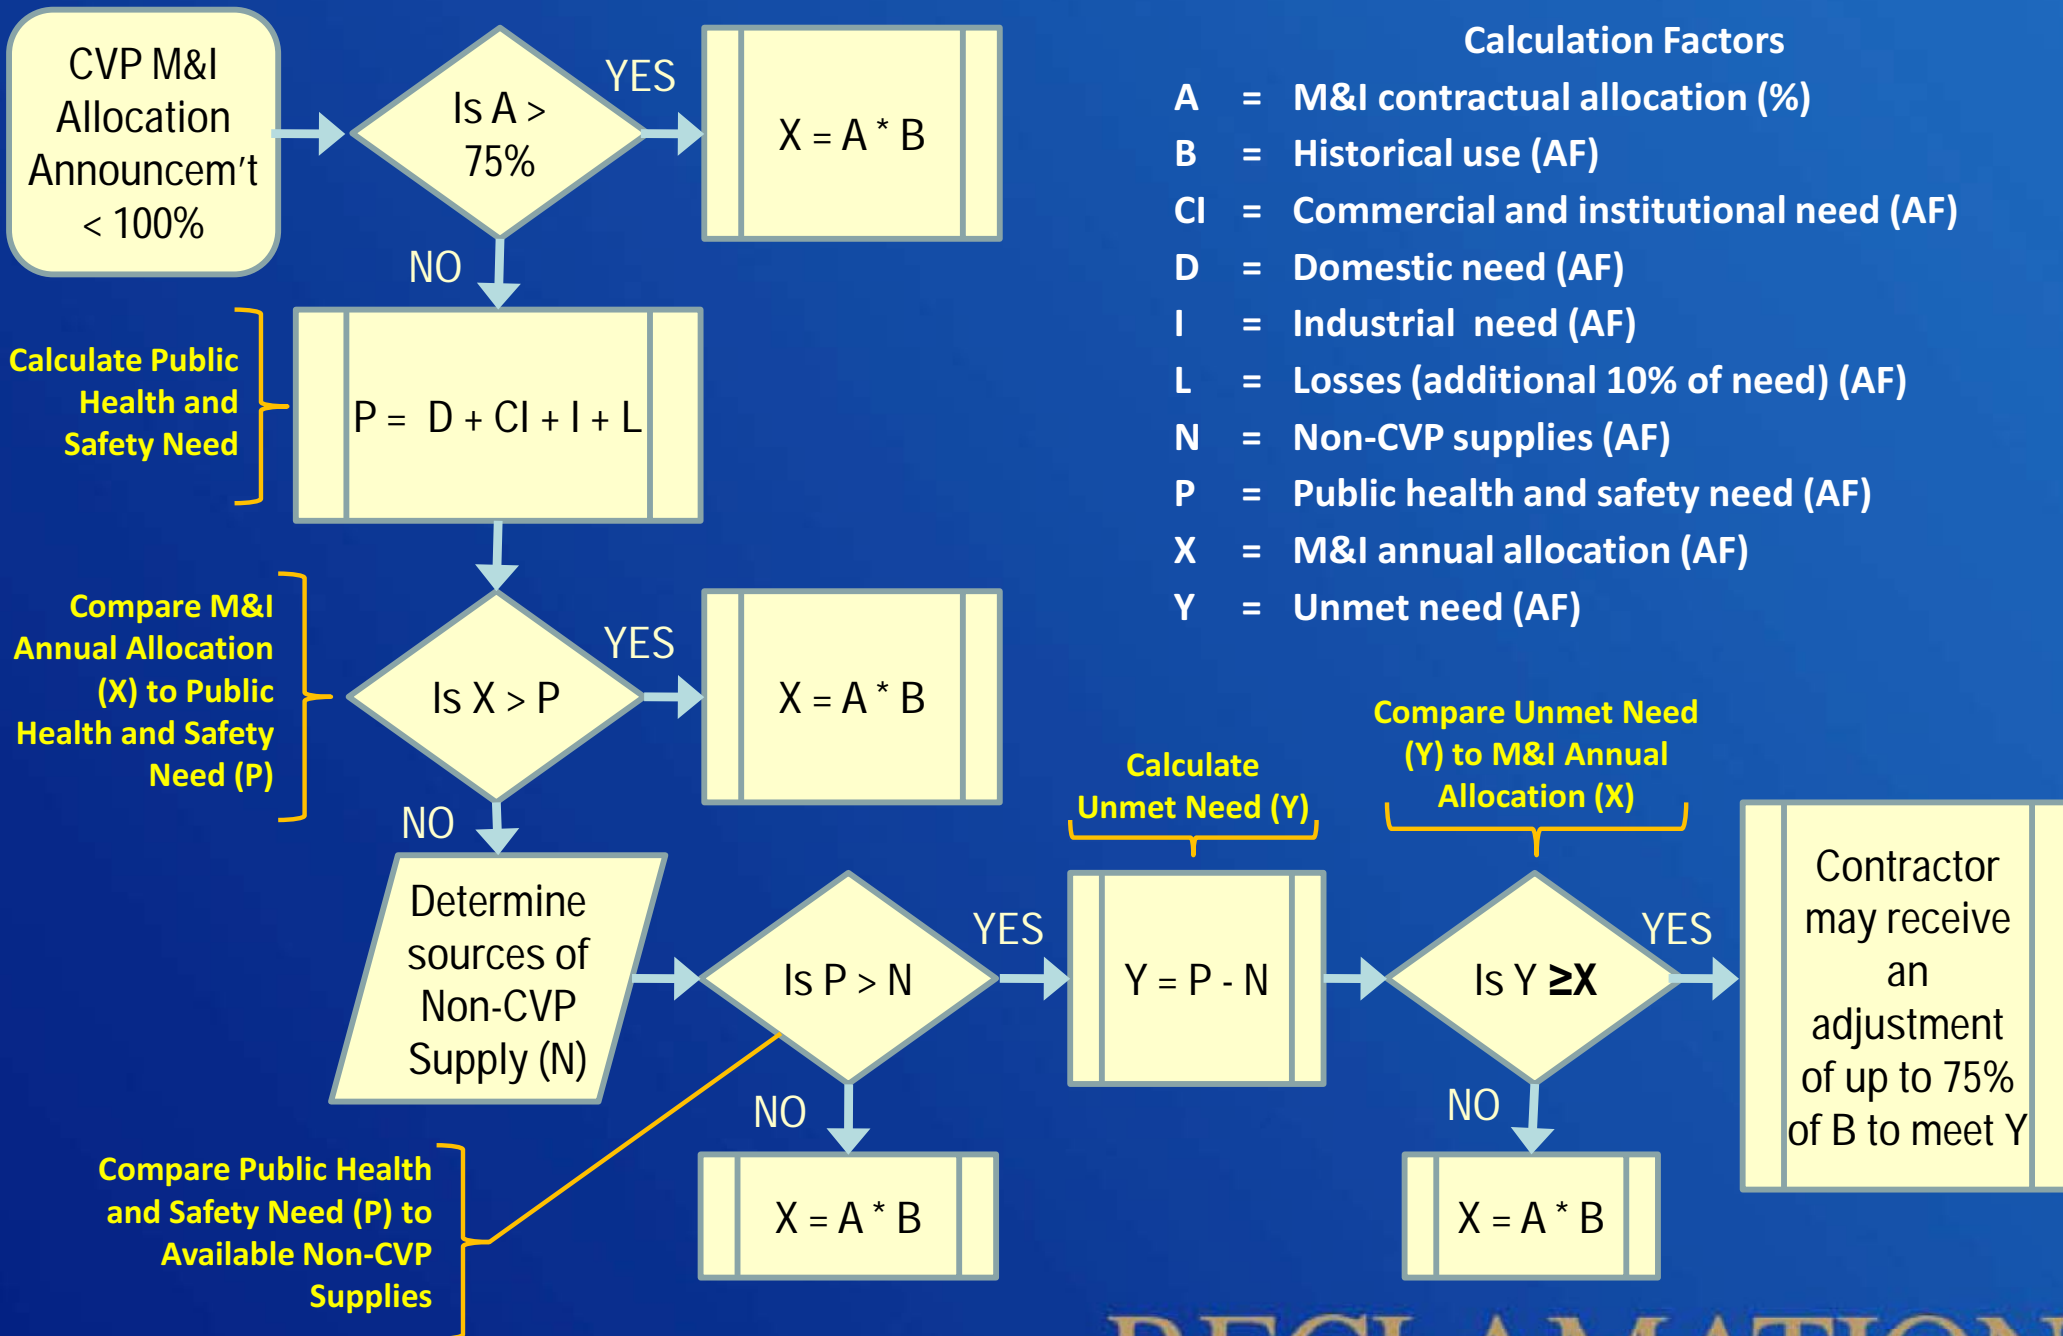 CVP M&I
Allocation
Announcem't
< 100%
Is A >
75%
YES
X = A * B
NO
Calculate Public
Health and
Safety Need
P = D + CI + I + L
Compare M&I
Annual Allocation
(X) to Public
Health and Safety
Need (P)
Is X > P
YES
X = A * B
NO
Determine
sources of
Non-CVP
Supply (N)
Is P > N
YES
NO
X = A * B
Compare Public Health
and Safety Need (P) to
Available Non-CVP
Supplies
Calculate
Unmet Need (Y)
Y = P - N
Compare Unmet Need
(Y) to M&I Annual
Allocation (X)
Is Y ≥X
YES
NO
X = A * B
Contractor
may receive
an
adjustment
of up to 75%
of B to meet Y
Calculation Factors
A = M&I contractual allocation (%)
B = Historical use (AF)
CI = Commercial and institutional need (AF)
D = Domestic need (AF)
I = Industrial need (AF)
L = Losses (additional 10% of need) (AF)
N = Non-CVP supplies (AF)
P = Public health and safety need (AF)
X = M&I annual allocation (AF)
Y = Unmet need (AF)
RECLAMATION